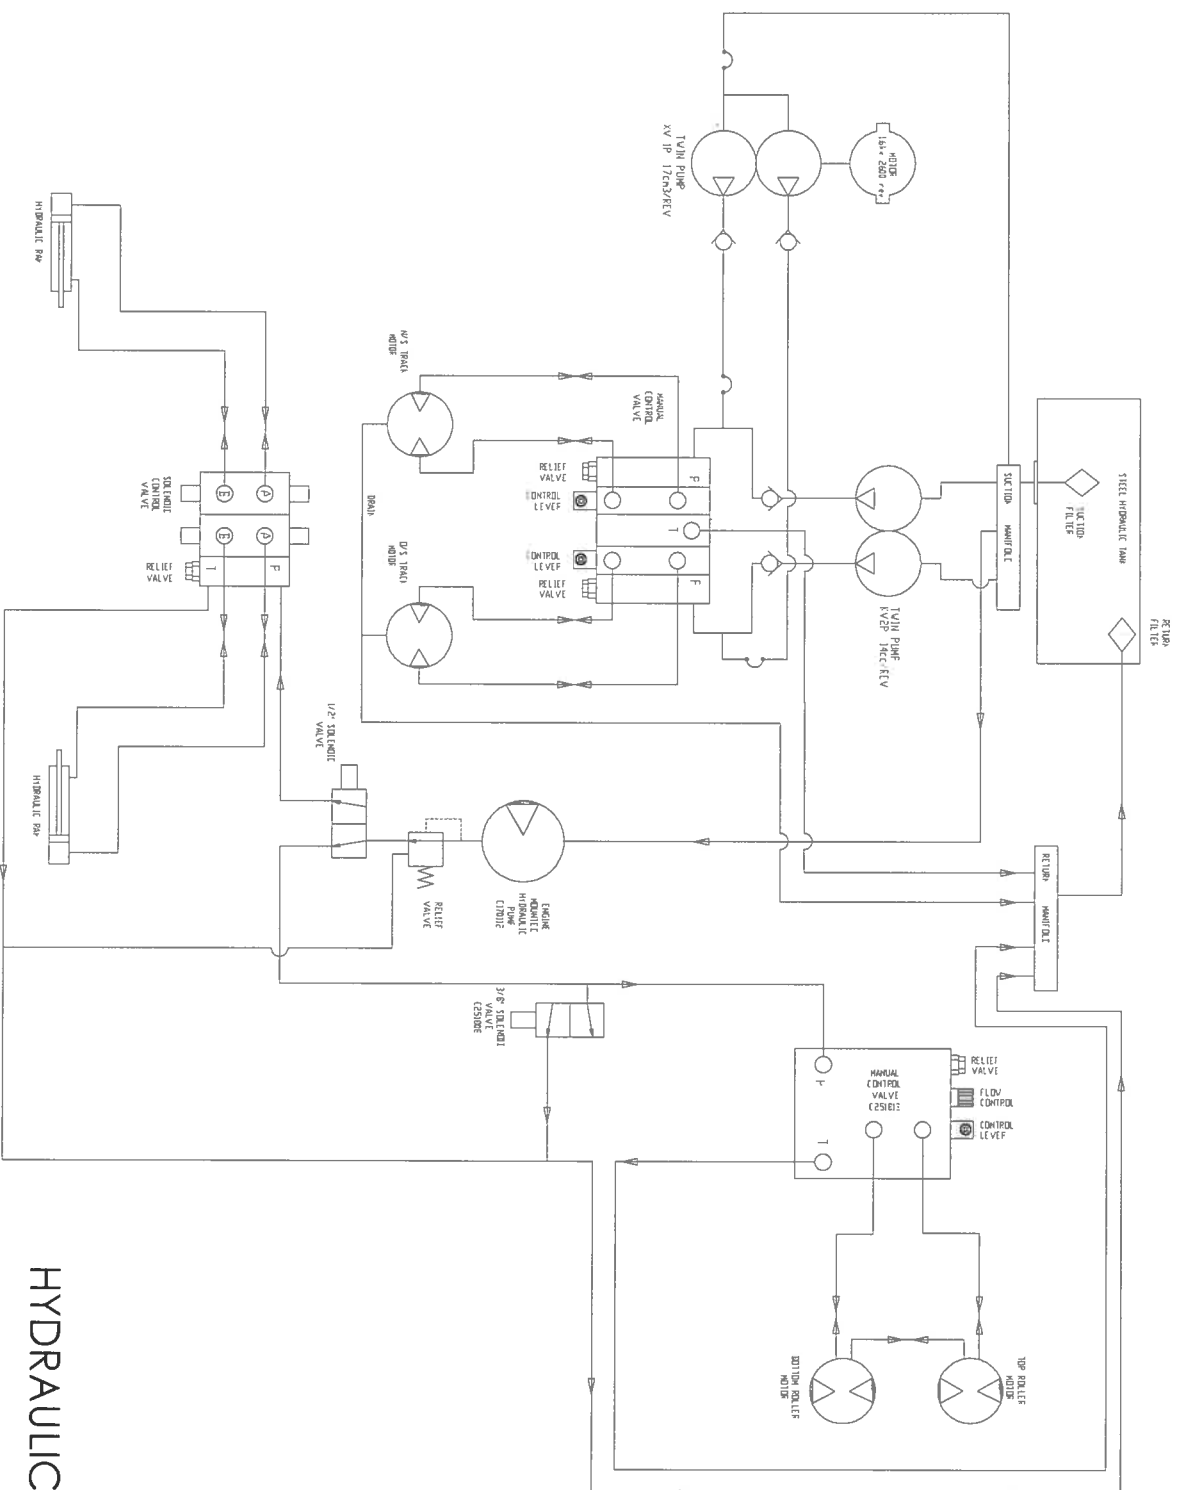 RETURN
FILTER
STEEL HYDRAULIC TANK
SUCTION
FILTER
SUCTION MANIFOLD
MOTOR
TWIN PUMP
XV 1P 17cm3/REV
TWIN PUMP
14cc/REV
MANUAL
CONTROL
VALVE
RELIEF
VALVE
ONTROL
LEVER
ONTROL
LEVER
RELIEF
VALVE
P
T
P
N/S TRACK
MOTOR
DRAIN
O/S TRACK
MOTOR
HYDRAULIC RAM
SOLENOID
CONTROL
VALVE
RELIEF
VALVE
B A
B A
T P
HYDRAULIC RAM
1/2" SOLENOID
VALVE
RELIEF
VALVE
ENGINE
MOUNTED
HYDRAULIC
PUMP
RETURN MANIFOLD
3/8" SOLENOI
VALVE
MANUAL
CONTROL
VALVE
RELIEF
VALVE
FLOW
CONTROL
CONTROL
LEVER
T
BOTTOM ROLLER
MOTOR
TOP ROLLER
MOTOR
HYDRAULIC